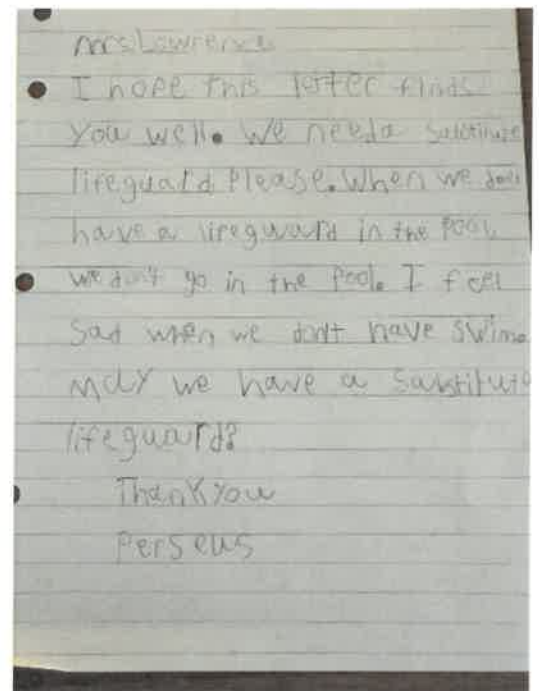 Mrs. Lawrence
I hope this letter finds
you well. We need a substitute
lifeguard Please. When we don't
have a lifeguard in the pool,
we don't go in the Pool. I feel
Sad when we don't have swim.
May we have a Substitute
lifeguard?
Thank you
Perseus